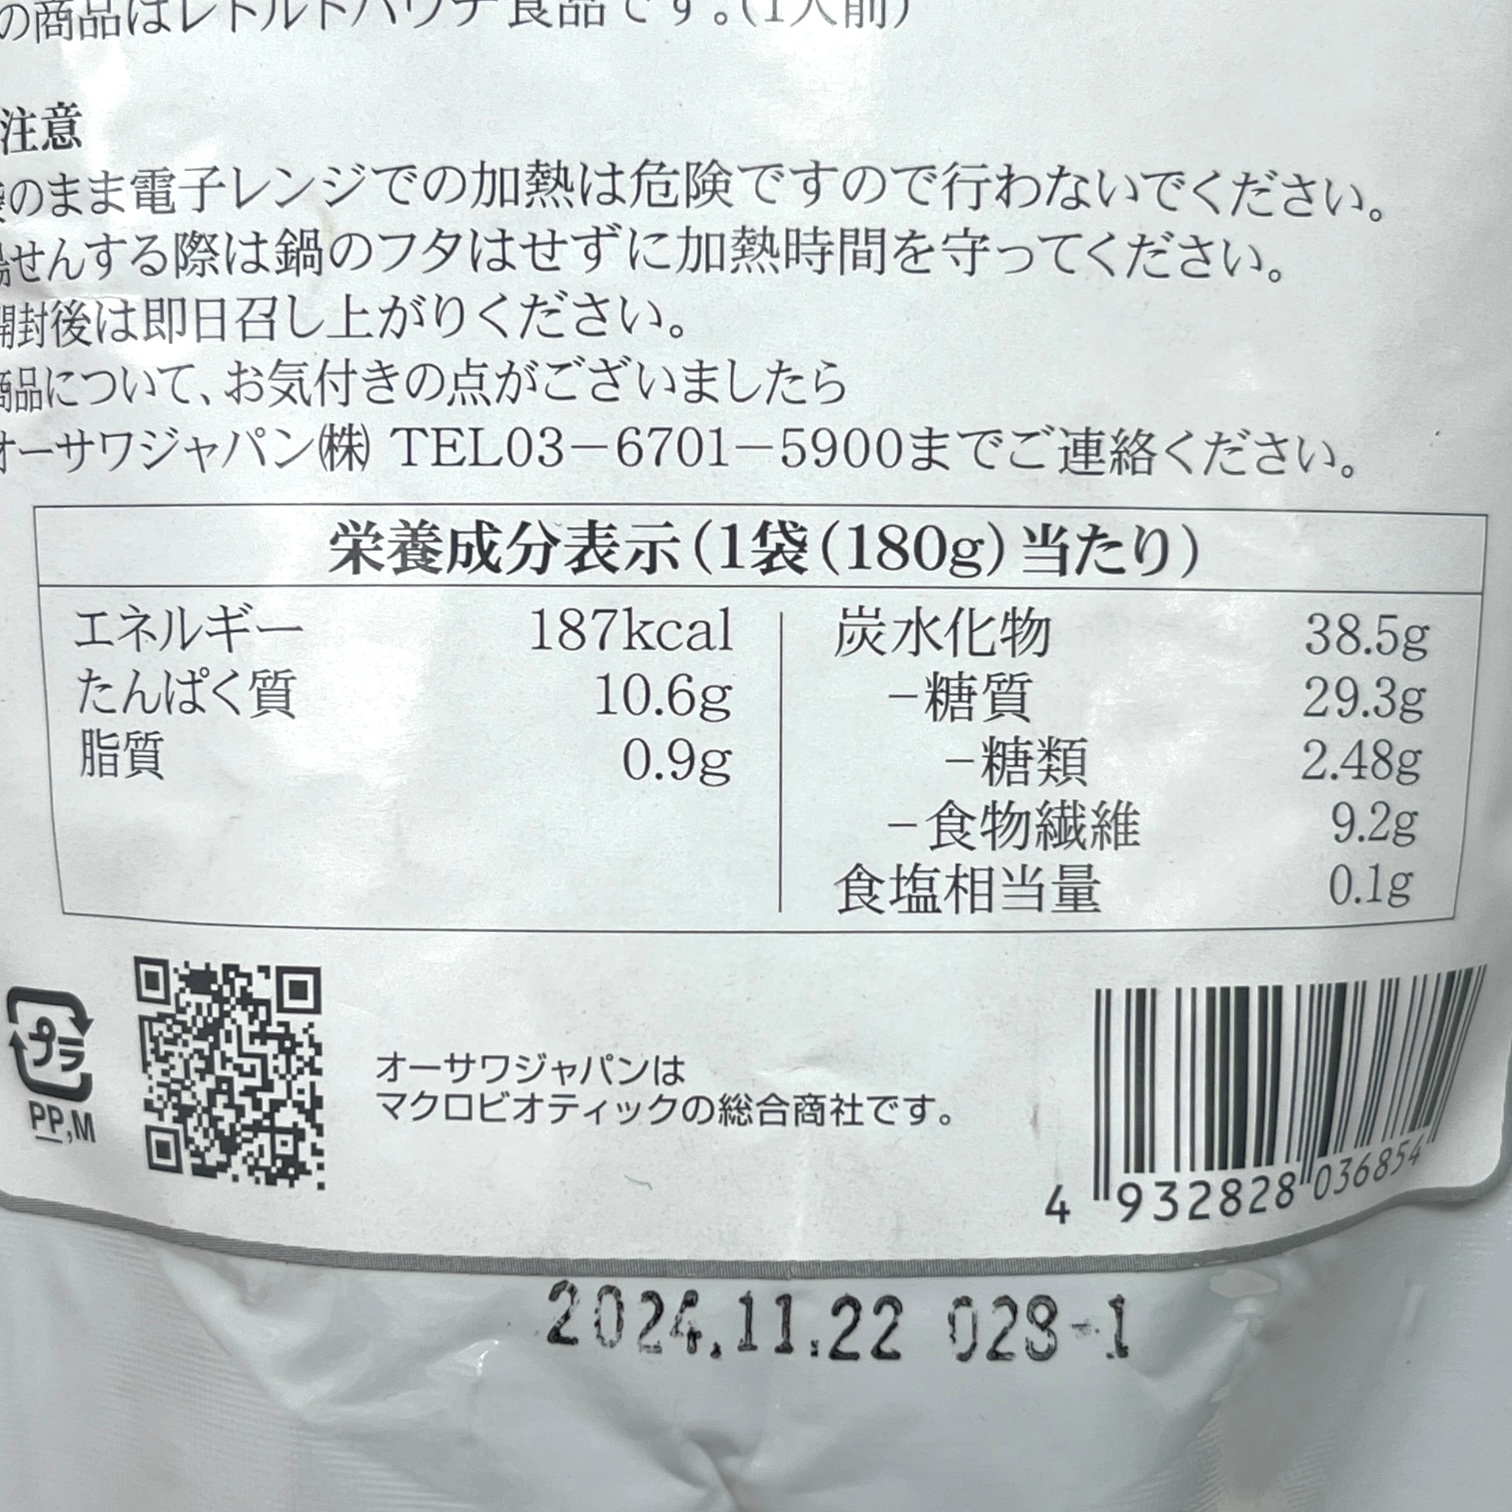 の商品はレトルトパウチ食品です。(1人前)
注意
袋のまま電子レンジでの加熱は危険ですので行わないでください。
湯せんする際は鍋のフタはせずに加熱時間を守ってください。
開封後は即日召し上がりください。
商品について、お気付きの点がございましたら
オーサワジャパン㈱ TEL03−6701−5900までご連絡ください。
栄養成分表示(1袋(180g)当たり)
エネルギー 187kcal
たんぱく質 10.6g
脂質 0.9g
炭水化物 38.5g
−糖質 29.3g
−糖類 2.48g
−食物繊維 9.2g
食塩相当量 0.1g
プラ
PP,M
オーサワジャパンは
マクロビオティックの総合商社です。
4 932828 036854
2024.11.22 028-1